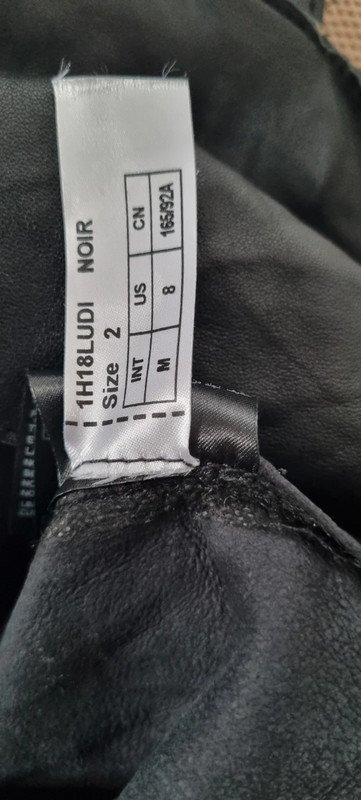 1H18LUDI NOIR
Size 2
INT US CN
M 8 165/92A